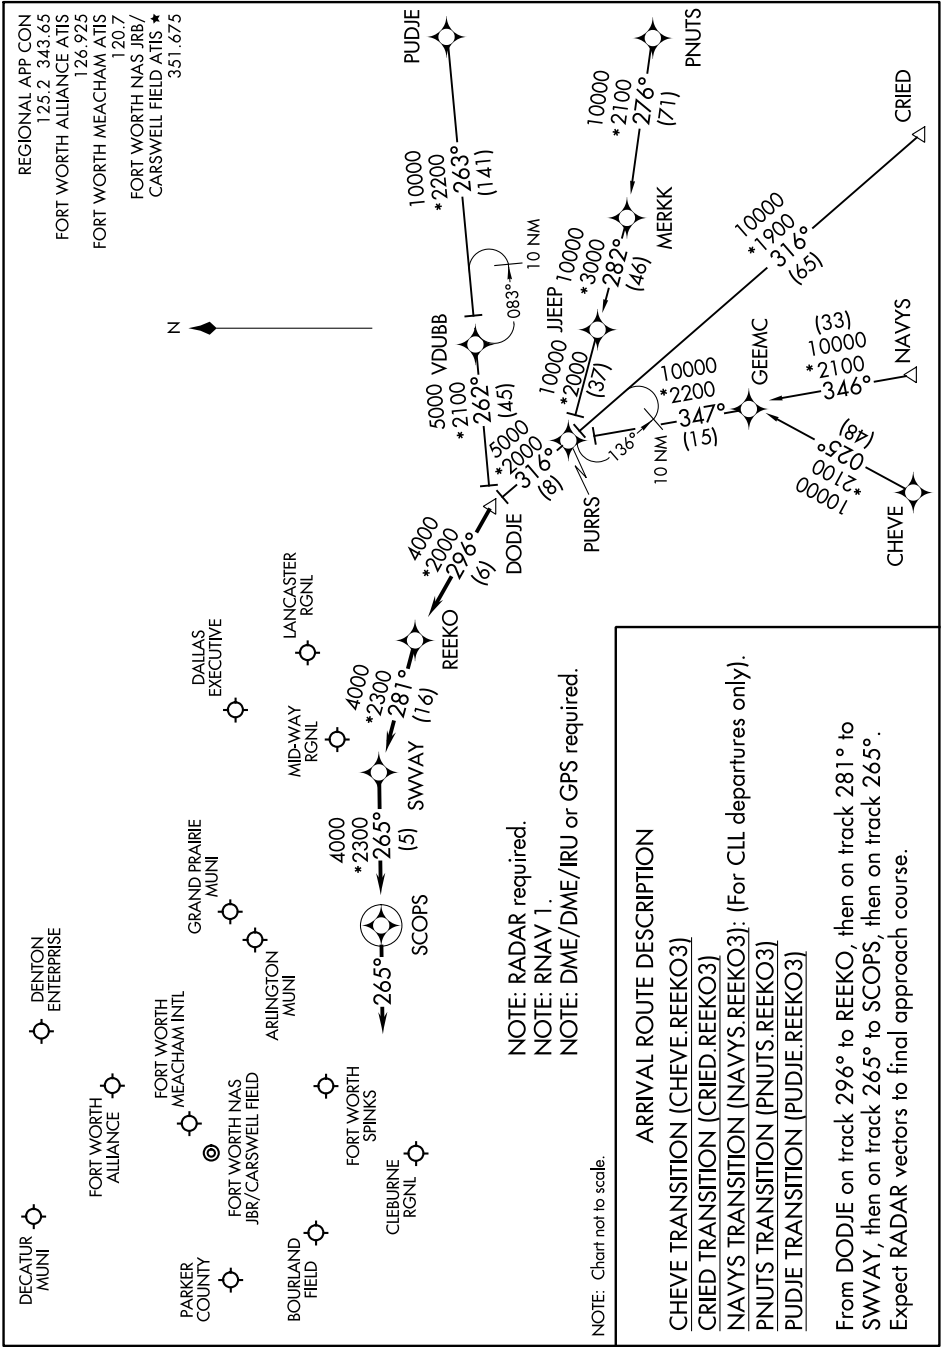 REGIONAL APP CON
125.2 343.65
FORT WORTH ALLIANCE ATIS
126.925
FORT WORTH MEACHAM ATIS
120.7
FORT WORTH NAS JRB/
CARSWELL FIELD ATIS ★
351.675
N
DECATUR
MUNI
DENTON
ENTERPRISE
FORT WORTH
ALLIANCE
FORT WORTH
MEACHAM INTL
GRAND PRAIRIE
MUNI
DALLAS
EXECUTIVE
PARKER
COUNTY
FORT WORTH NAS
JBR/CARSWELL FIELD
ARLINGTON
MUNI
LANCASTER
RGNL
MID-WAY
RGNL
BOURLAND
FIELD
FORT WORTH
SPINKS
CLEBURNE
RGNL
265°
SCOPS
4000
*2300
265°
(5)
SWVAY
4000
*2300
281°
(16)
REEKO
4000
*2000
296°
(6)
DODJE
5000
*2100
262°
(45)
VDUBB
083°
10 NM
10000
*2200
263°
(141)
PUDJE
5000
*2000
316°
(8)
PURRS
136°
10 NM
10000
*2000
(37)
JJEEP
10000
*3000
282°
(46)
MERKK
10000
*2100
276°
(71)
PNUTS
10000
*1900
316°
(65)
CRIED
10000
*2200
347°
(15)
GEEMC
(33)
10000
*2100
346°
NAVYS
(48)
025°
*2100
10000
CHEVE
NOTE: RADAR required.
NOTE: RNAV 1.
NOTE: DME/DME/IRU or GPS required.
NOTE: Chart not to scale.
ARRIVAL ROUTE DESCRIPTION
CHEVE TRANSITION (CHEVE.REEKO3)
CRIED TRANSITION (CRIED.REEKO3)
NAVYS TRANSITION (NAVYS.REEKO3): (For CLL departures only).
PNUTS TRANSITION (PNUTS.REEKO3)
PUDJE TRANSITION (PUDJE.REEKO3)
From DODJE on track 296° to REEKO, then on track 281° to
SWVAY, then on track 265° to SCOPS, then on track 265°.
Expect RADAR vectors to final approach course.